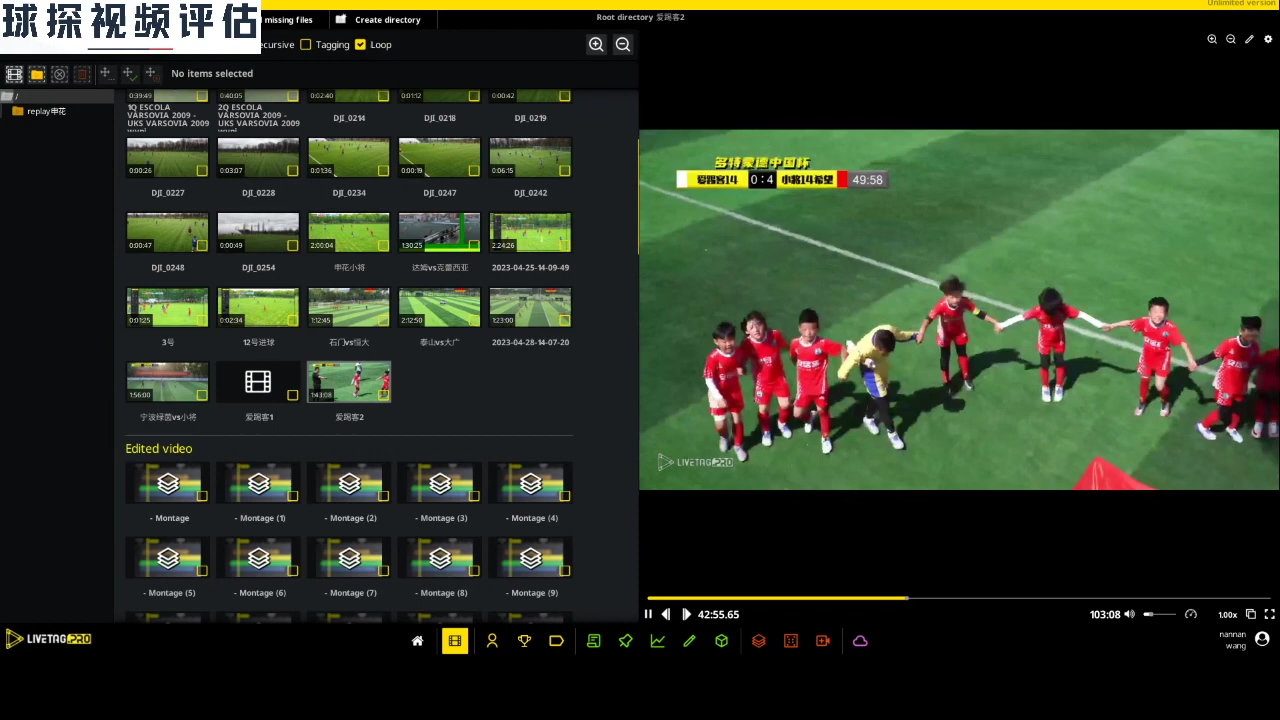 Unlimited version
球探视频评估
missing files
Create directory
Root directory 爱踢客2
Tagging
Loop
No items selected
/
replay申花
0:39:49
0:40:05
0:02:40
0:01:12
0:00:42
1Q ESCOLA VARSOVIA 2009 - UKS VARSOVIA 2009
2Q ESCOLA VARSOVIA 2009 - UKS VARSOVIA 2009
DJI_0214
DJI_0218
DJI_0219
0:00:26
0:03:07
0:01:36
0:00:19
0:06:15
DJI_0227
DJI_0228
DJI_0234
DJI_0247
DJI_0242
0:00:47
0:00:49
2:00:04
1:30:25
2:24:26
DJI_0248
DJI_0254
申花小将
达姆vs克蕾西亚
2023-04-25-14-09-49
0:01:25
0:02:34
1:12:45
2:12:50
1:23:00
3号
12号进球
石门vs恒大
泰山vs大广
2023-04-28-14-07-20
1:56:00
1:43:08
宁波绿茵vs小将
爱踢客1
爱踢客2
Edited video
- Montage
- Montage (1)
- Montage (2)
- Montage (3)
- Montage (4)
- Montage (5)
- Montage (6)
- Montage (7)
- Montage (8)
- Montage (9)
多特蒙德中国杯
爱踢客14 0:4 小将14希望 49:58
LIVETAG.PRO
42:55.65
103:08
1.00x
LIVETAG.PRO
nannan
wang